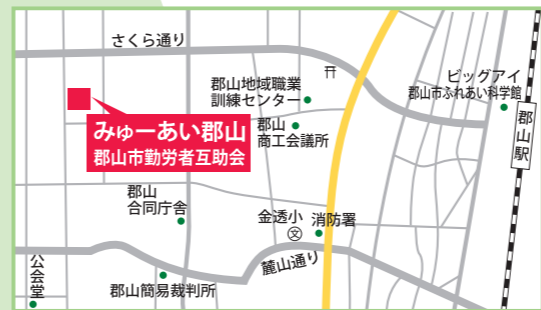 さくら通り
ビッグアイ
郡山市ふれあい科学館
郡山駅
郡山地域職業
訓練センター
郡山
商工会議所
みゅーあい郡山
郡山市勤労者互助会
郡山
合同庁舎
金透小
文
消防署
麓山通り
公会堂
郡山簡易裁判所